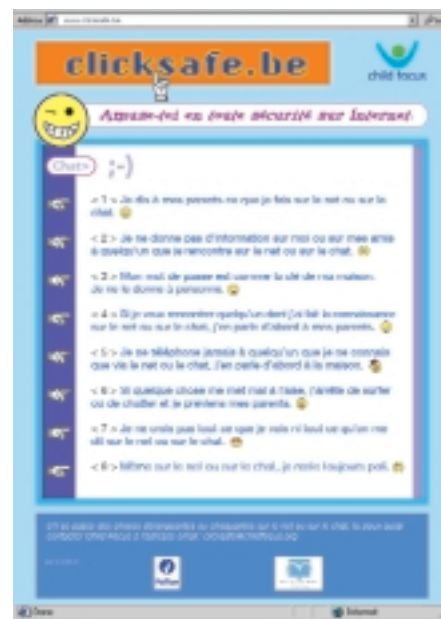 clicksafe.be
child focus
Amuse-toi en toute sécurité sur Internet
Chat> ;-)
< 1 > Je dis à mes parents ce que je fais sur le net ou sur le
chat.
< 2 > Je ne donne pas d'information sur moi ou sur mes amis
à quelqu'un que je rencontre sur le net ou sur le chat.
< 3 > Mon mot de passe est comme la clé de ma maison.
Je ne le donne à personne.
< 4 > Si je veux rencontrer quelqu'un dont j'ai fait la connaissance
sur le net ou sur le chat, j'en parle d'abord à mes parents.
< 5 > Je ne téléphone jamais à quelqu'un que je ne connais
que via le net ou le chat, j'en parle d'abord à la maison.
< 6 > Si quelque chose me met mal à l'aise, j'arrête de surfer
ou de chatter et je préviens mes parents.
< 7 > Je ne crois pas tout ce que je vois ni tout ce qu'on me
dit sur le net ou sur le chat.
< 8 > Même sur le net ou sur le chat, je reste toujours poli.
Internet